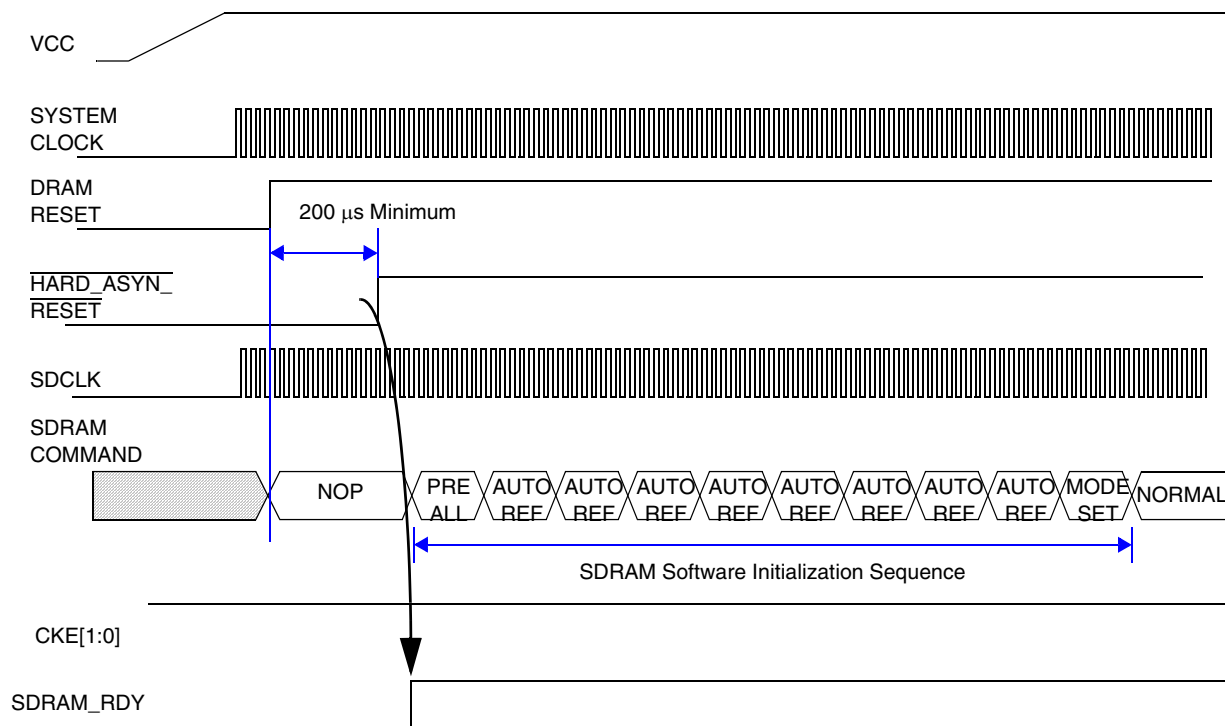 VCC
SYSTEM
CLOCK
DRAM
RESET
200 μs Minimum
HARD_ASYN_
RESET
SDCLK
SDRAM
COMMAND
NOP
PRE
ALL
AUTO
REF
AUTO
REF
AUTO
REF
AUTO
REF
AUTO
REF
AUTO
REF
AUTO
REF
AUTO
REF
MODE
SET
NORMAL
SDRAM Software Initialization Sequence
CKE[1:0]
SDRAM_RDY